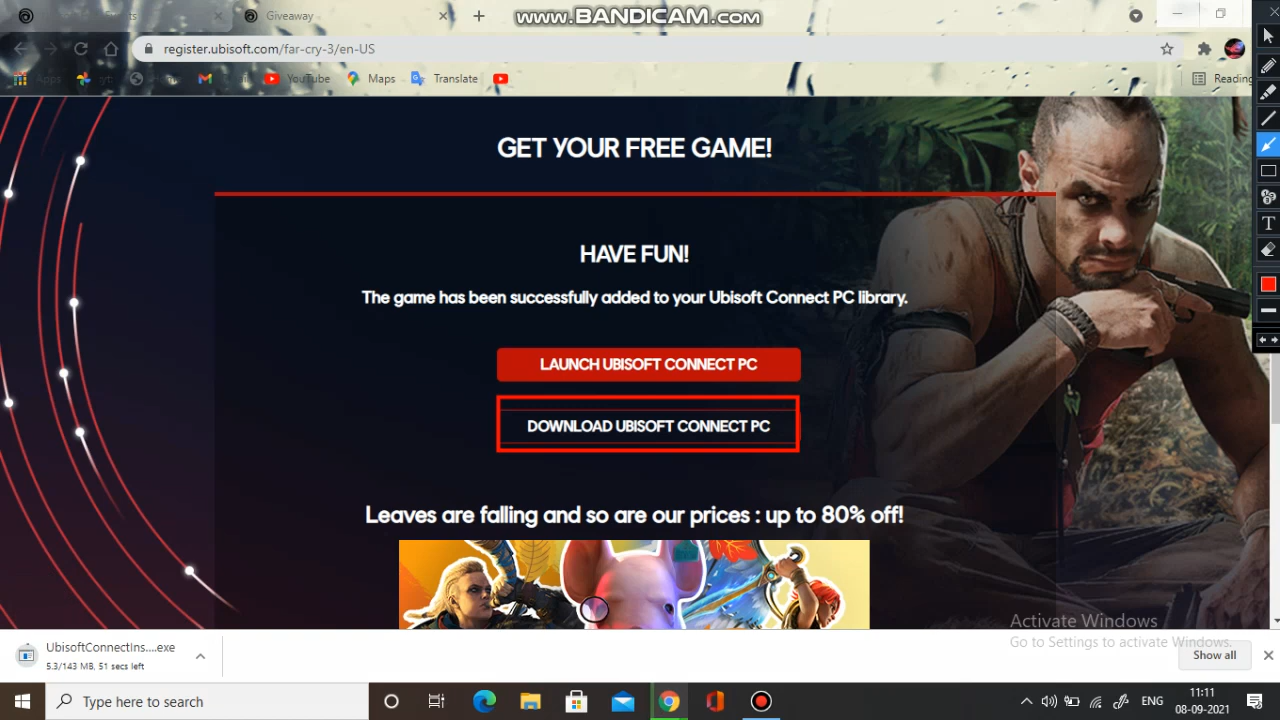 Giveaway
www.BANDICAM.com
register.ubisoft.com/far-cry-3/en-US
Apps
YouTube
Maps
Translate
Reading
GET YOUR FREE GAME!
HAVE FUN!
The game has been successfully added to your Ubisoft Connect PC library.
LAUNCH UBISOFT CONNECT PC
DOWNLOAD UBISOFT CONNECT PC
Leaves are falling and so are our prices : up to 80% off!
Activate Windows
Go to Settings to activate Windows.
UbisoftConnectIns....exe
5.3/143 MB, 51 secs left
Show all
Type here to search
ENG
11:11
08-09-2021
T